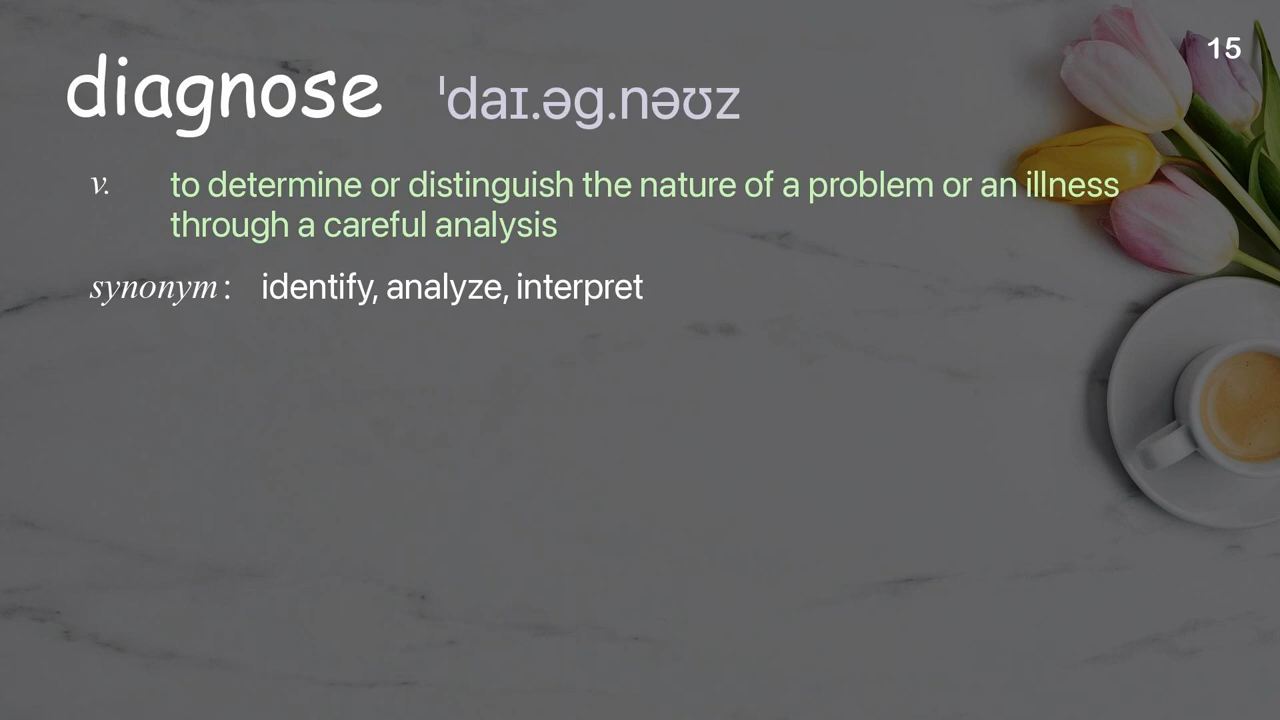 15
diagnose ˈdaɪ.əg.nəʊz
v. to determine or distinguish the nature of a problem or an illness
through a careful analysis
synonym : identify, analyze, interpret